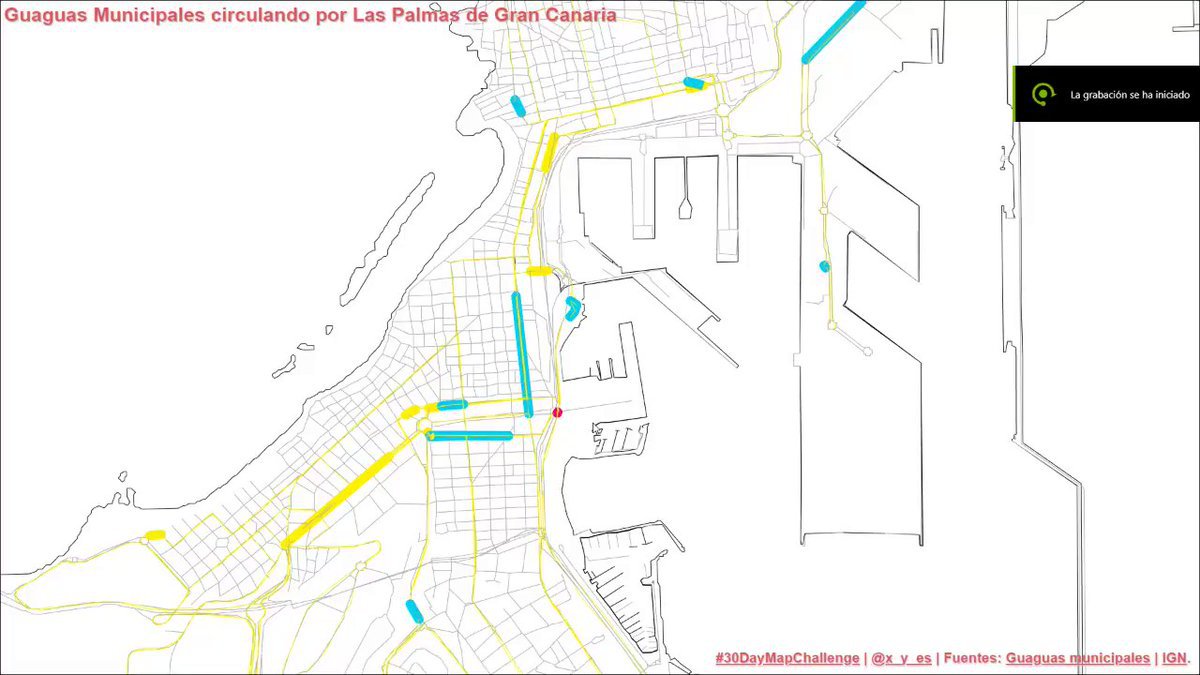 Guaguas Municipales circulando por Las Palmas de Gran Canaria
La grabación se ha iniciado
#30DayMapChallenge | @x_y_es | Fuentes: Guaguas municipales | IGN.